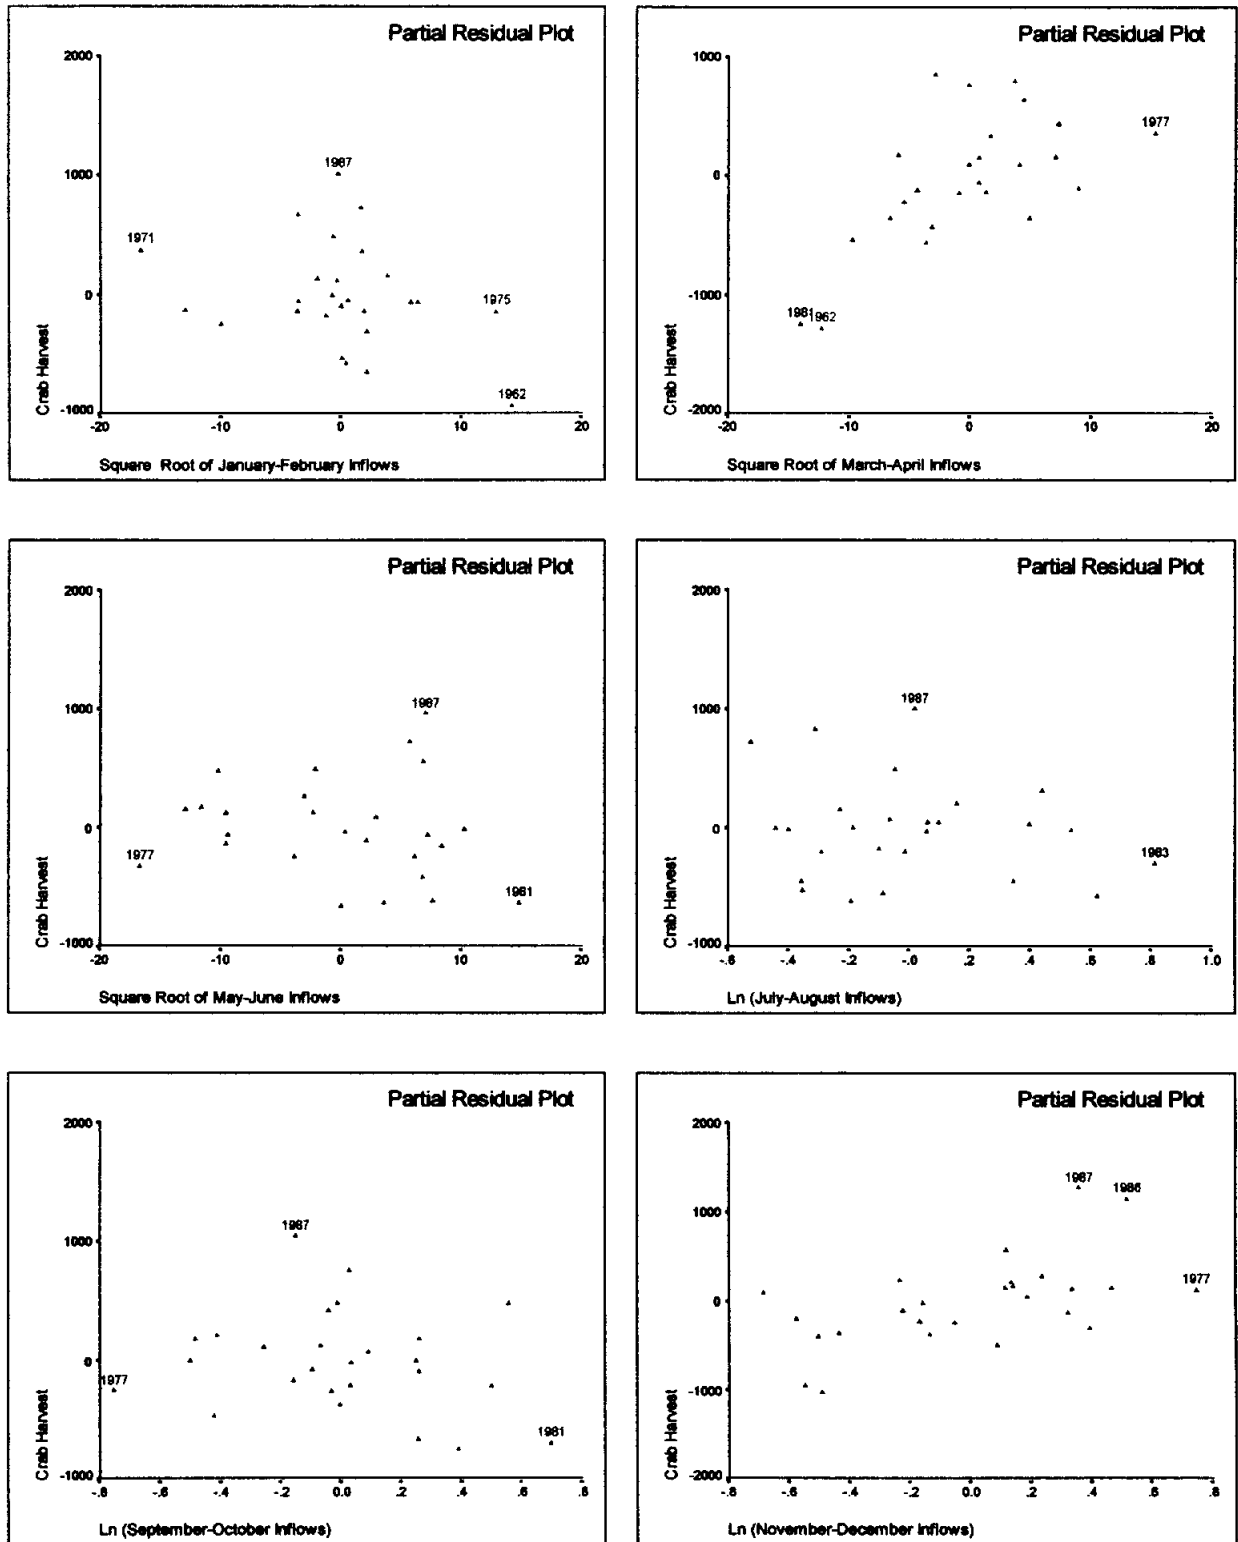 Partial Residual Plot
2000
1000
0
-1000
Crab Harvest
1987
1971
1975
1962
-20 -10 0 10 20
Square Root of January-February Inflows
Partial Residual Plot
1000
0
-1000
-2000
Crab Harvest
1977
1981
1962
-20 -10 0 10 20
Square Root of March-April Inflows
Partial Residual Plot
2000
1000
0
-1000
Crab Harvest
1987
1977
1981
-20 -10 0 10 20
Square Root of May-June Inflows
Partial Residual Plot
2000
1000
0
-1000
Crab Harvest
1987
1983
-.6 -.4 -.2 -.0 .2 .4 .6 .8 1.0
Ln (July-August Inflows)
Partial Residual Plot
2000
1000
0
-1000
Crab Harvest
1987
1977
1981
-.8 -.6 -.4 -.2 0.0 .2 .4 .6 .8
Ln (September-October Inflows)
Partial Residual Plot
2000
1000
0
-1000
-2000
Crab Harvest
1987
1986
1977
-.8 -.6 -.4 -.2 0.0 .2 .4 .6 .8
Ln (November-December Inflows)